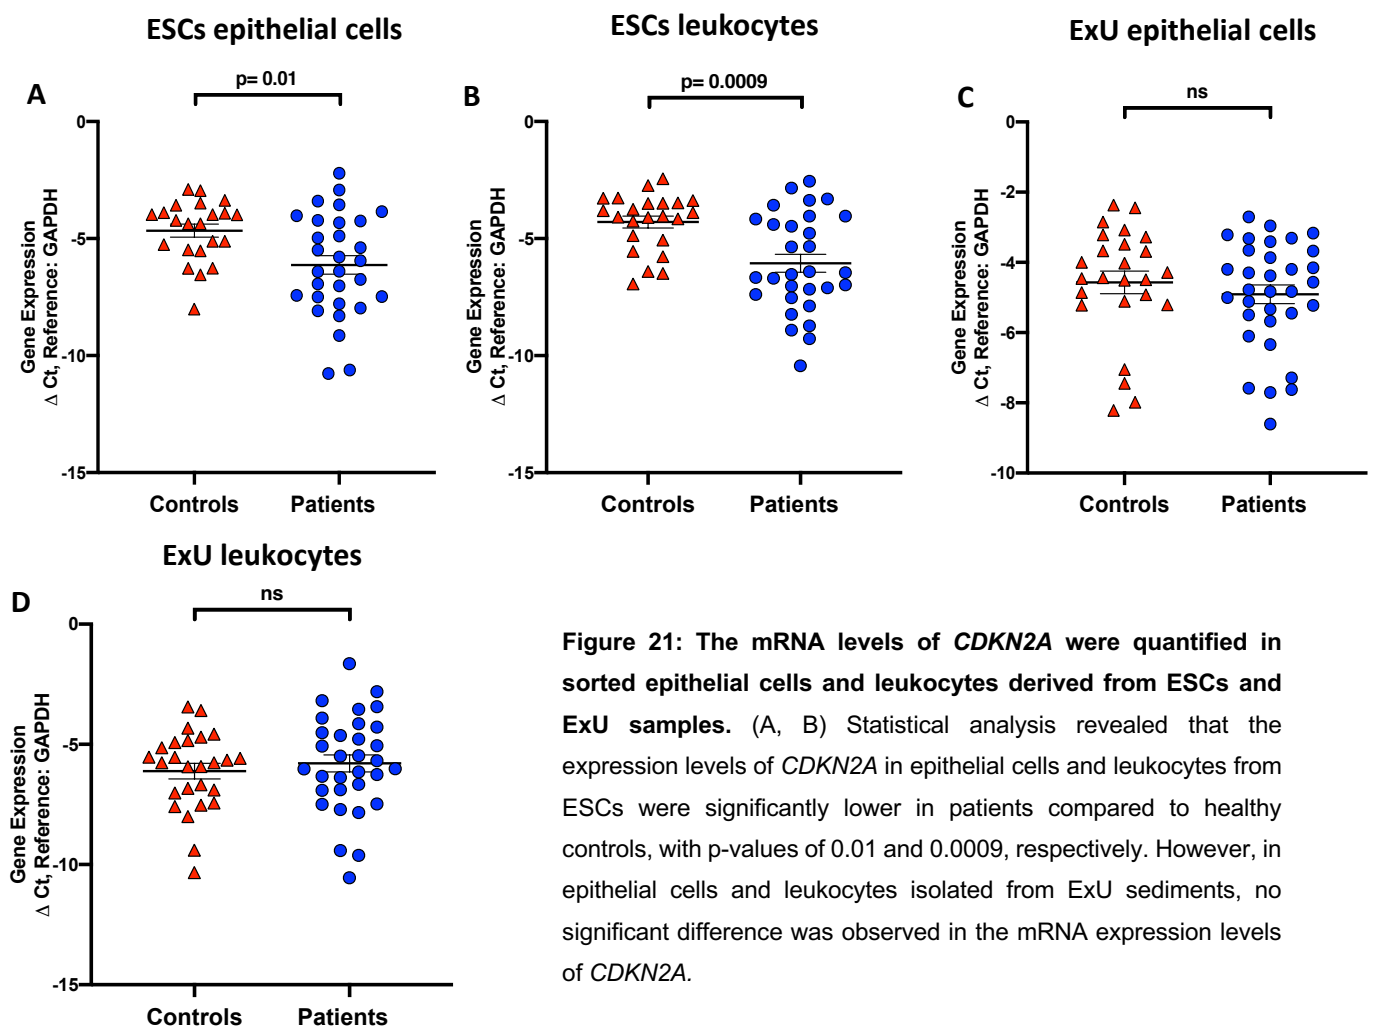 ESCs epithelial cells
A
p= 0.01
Gene Expression
Δ Ct, Reference: GAPDH
0
-5
-10
-15
Controls
Patients
ESCs leukocytes
B
p= 0.0009
Gene Expression
Δ Ct, Reference: GAPDH
0
-5
-10
-15
Controls
Patients
ExU epithelial cells
C
ns
Gene Expression
Δ Ct, Reference: GAPDH
0
-2
-4
-6
-8
-10
Controls
Patients
ExU leukocytes
D
ns
Gene Expression
Δ Ct, Reference: GAPDH
0
-5
-10
-15
Controls
Patients
Figure 21: The mRNA levels of CDKN2A were quantified in
sorted epithelial cells and leukocytes derived from ESCs and
ExU samples. (A, B) Statistical analysis revealed that the
expression levels of CDKN2A in epithelial cells and leukocytes from
ESCs were significantly lower in patients compared to healthy
controls, with p-values of 0.01 and 0.0009, respectively. However, in
epithelial cells and leukocytes isolated from ExU sediments, no
significant difference was observed in the mRNA expression levels
of CDKN2A.